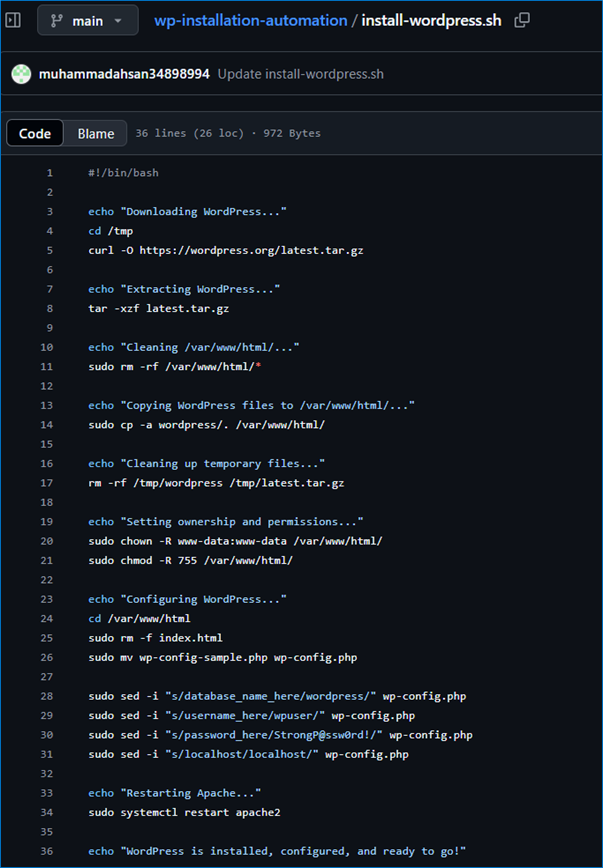 main
wp-installation-automation / install-wordpress.sh
muhammadahsan34898994 Update install-wordpress.sh
Code Blame 36 lines (26 loc) · 972 Bytes
1 #!/bin/bash
2
3 echo "Downloading WordPress..."
4 cd /tmp
5 curl -O https://wordpress.org/latest.tar.gz
6
7 echo "Extracting WordPress..."
8 tar -xzf latest.tar.gz
9
10 echo "Cleaning /var/www/html/..."
11 sudo rm -rf /var/www/html/*
12
13 echo "Copying WordPress files to /var/www/html/..."
14 sudo cp -a wordpress/. /var/www/html/
15
16 echo "Cleaning up temporary files..."
17 rm -rf /tmp/wordpress /tmp/latest.tar.gz
18
19 echo "Setting ownership and permissions..."
20 sudo chown -R www-data:www-data /var/www/html/
21 sudo chmod -R 755 /var/www/html/
22
23 echo "Configuring WordPress..."
24 cd /var/www/html
25 sudo rm -f index.html
26 sudo mv wp-config-sample.php wp-config.php
27
28 sudo sed -i "s/database_name_here/wordpress/" wp-config.php
29 sudo sed -i "s/username_here/wpuser/" wp-config.php
30 sudo sed -i "s/password_here/StrongP@ssw0rd!/" wp-config.php
31 sudo sed -i "s/localhost/localhost/" wp-config.php
32
33 echo "Restarting Apache..."
34 sudo systemctl restart apache2
35
36 echo "WordPress is installed, configured, and ready to go!"